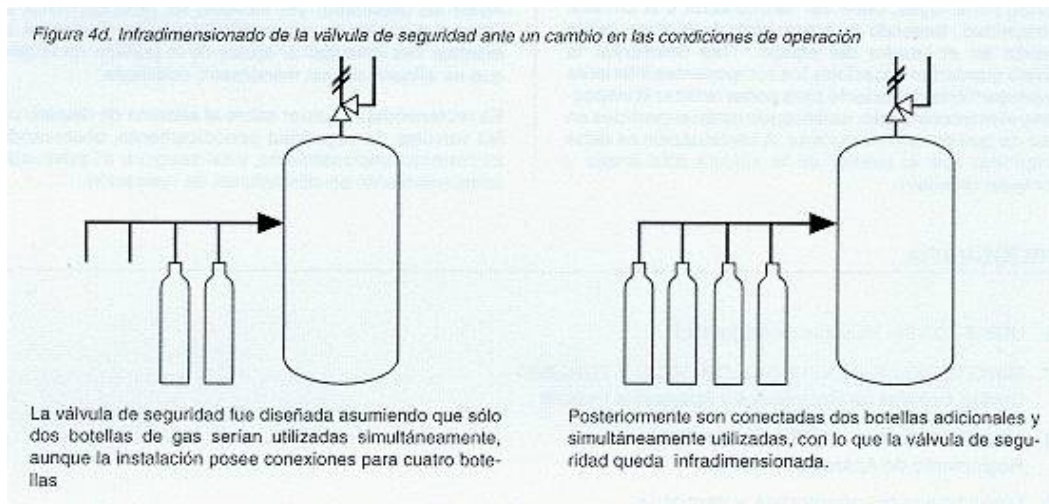 Figura 4d. Infradimensionado de la válvula de seguridad ante un cambio en las condiciones de operación
La válvula de seguridad fue diseñada asumiendo que sólo
dos botellas de gas serían utilizadas simultáneamente,
aunque la instalación posee conexiones para cuatro bote-
llas
Posteriormente son conectadas dos botellas adicionales y
simultáneamente utilizadas, con lo que la válvula de segu-
ridad queda infradimensionada.